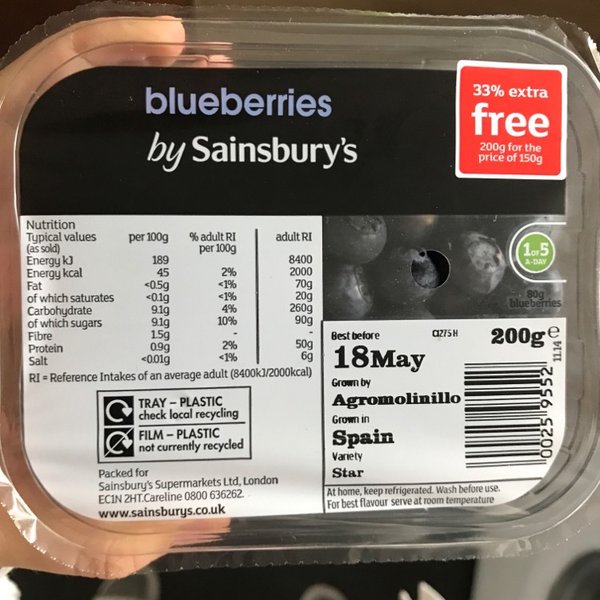 blueberries
by Sainsbury's
33% extra
free
200g for the
price of 150g
Nutrition
Typical values per 100g % adult RI adult RI
(as sold) per 100g
Energy kJ 189 8400
Energy kcal 45 2% 2000
Fat <0.5g <1% 70g
of which saturates <0.1g <1% 20g
Carbohydrate 9.1g 4% 260g
of which sugars 9.1g 10% 90g
Fibre 1.5g - -
Protein 0.9g 2% 50g
Salt <0.01g <1% 6g
RI = Reference Intakes of an average adult (8400kJ/2000kcal)
TRAY – PLASTIC
check local recycling
FILM – PLASTIC
not currently recycled
Packed for
Sainsbury's Supermarkets Ltd, London
EC1N 2HT.Careline 0800 636262.
www.sainsburys.co.uk
1 OF 5
A-DAY
80g
blueberries
Best before CI275 H 200g e
18May
Grown by
Agromolinillo
Grown in
Spain
Variety
Star
0025 9552
11.14
At home, keep refrigerated. Wash before use.
For best flavour serve at room temperature